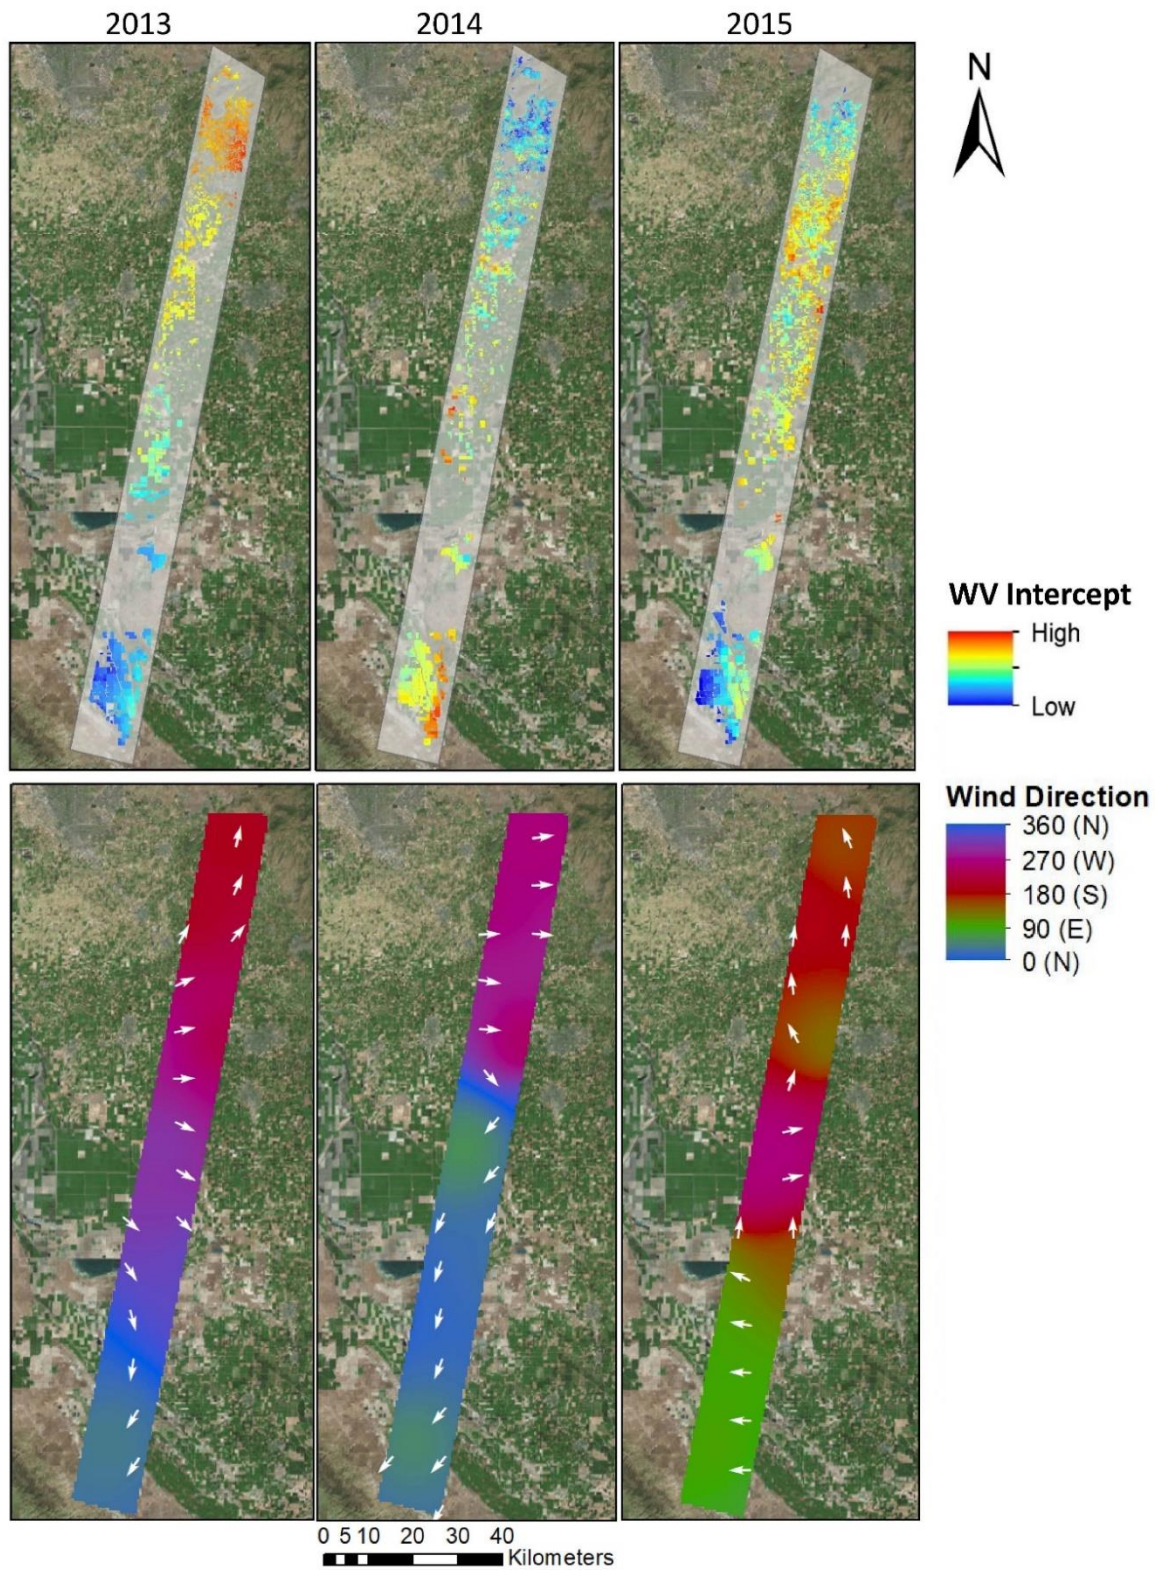 2013 2014 2015
N
WV Intercept
High
Low
Wind Direction
360 (N)
270 (W)
180 (S)
90 (E)
0 (N)
0 5 10 20 30 40
Kilometers